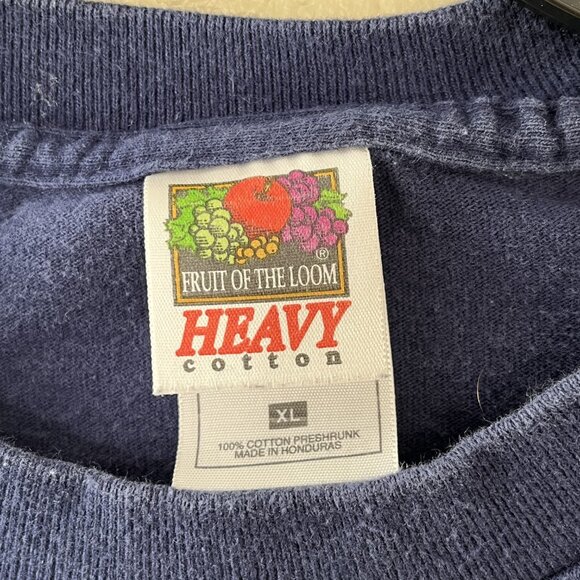 ®
FRUIT OF THE LOOM
HEAVY
cotton
XL
100% COTTON PRESHRUNK
MADE IN HONDURAS